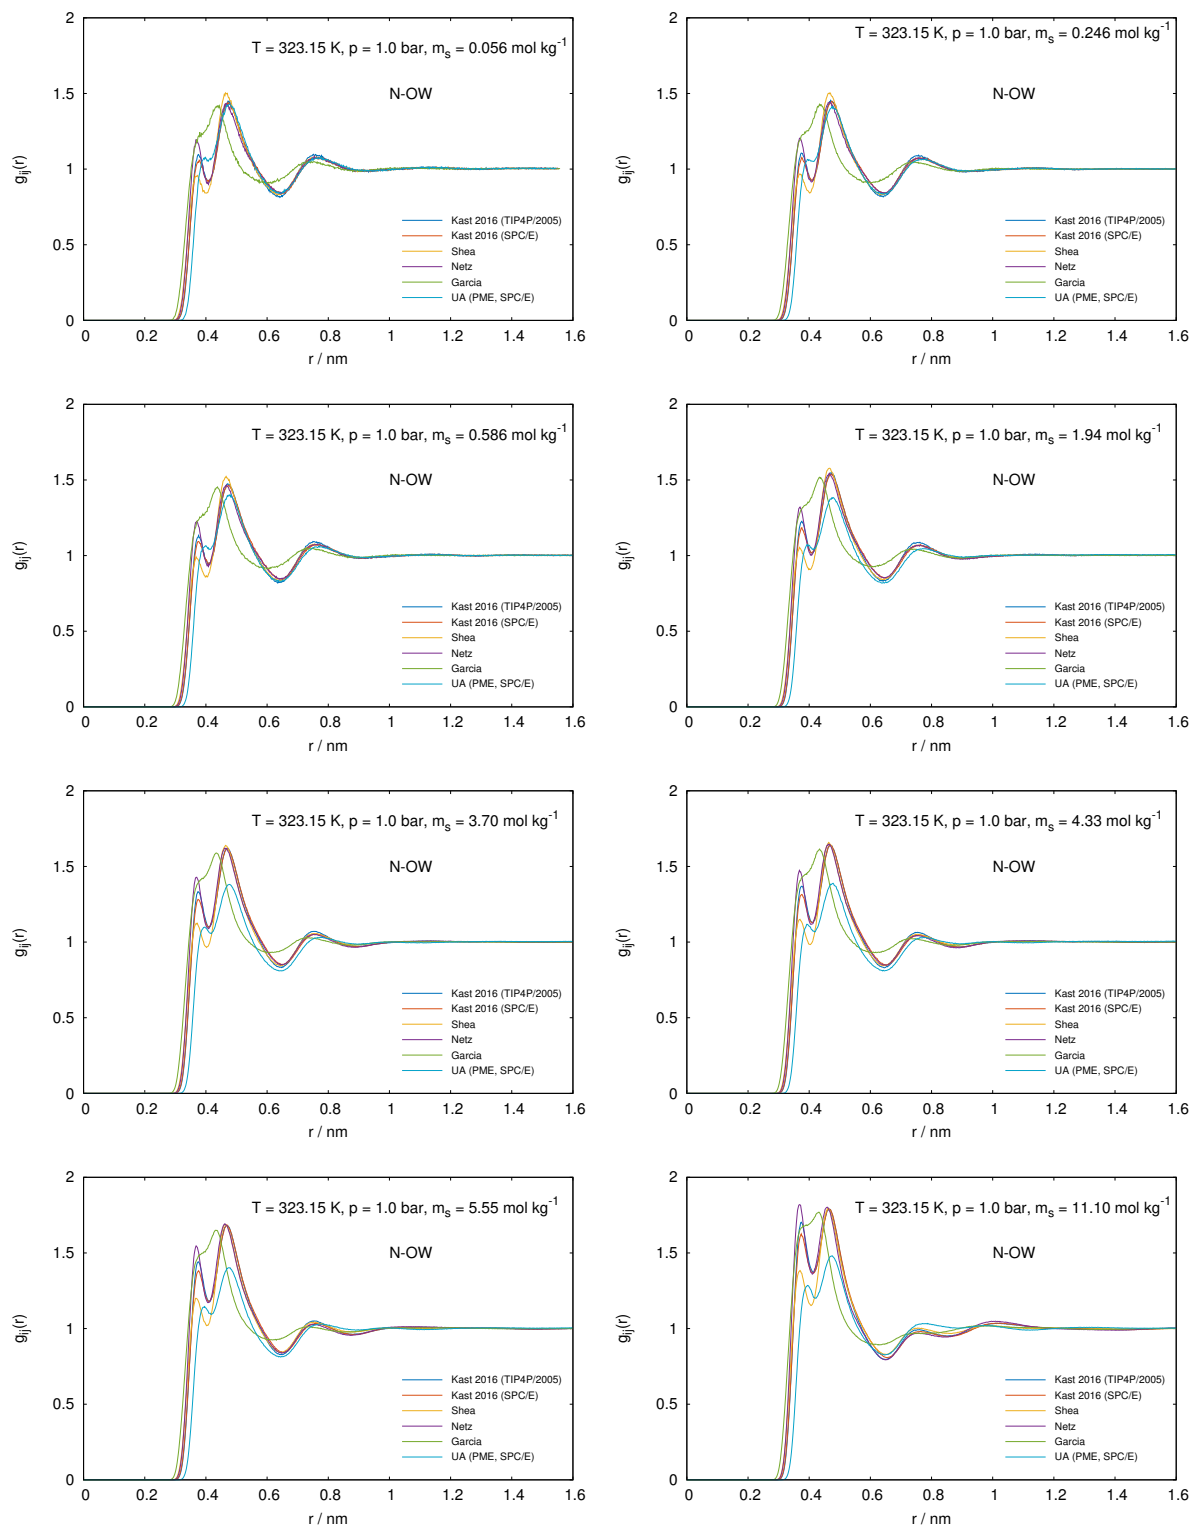 T = 323.15 K, p = 1.0 bar, mₛ = 0.056 mol kg⁻¹
N-OW
gᵢⱼ(r)
2
1.5
1
0.5
0
Kast 2016 (TIP4P/2005)
Kast 2016 (SPC/E)
Shea
Netz
Garcia
UA (PME, SPC/E)
0 0.2 0.4 0.6 0.8 1 1.2 1.4 1.6
r / nm
T = 323.15 K, p = 1.0 bar, mₛ = 0.246 mol kg⁻¹
N-OW
gᵢⱼ(r)
2
1.5
1
0.5
0
Kast 2016 (TIP4P/2005)
Kast 2016 (SPC/E)
Shea
Netz
Garcia
UA (PME, SPC/E)
0 0.2 0.4 0.6 0.8 1 1.2 1.4 1.6
r / nm
T = 323.15 K, p = 1.0 bar, mₛ = 0.586 mol kg⁻¹
N-OW
gᵢⱼ(r)
2
1.5
1
0.5
0
Kast 2016 (TIP4P/2005)
Kast 2016 (SPC/E)
Shea
Netz
Garcia
UA (PME, SPC/E)
0 0.2 0.4 0.6 0.8 1 1.2 1.4 1.6
r / nm
T = 323.15 K, p = 1.0 bar, mₛ = 1.94 mol kg⁻¹
N-OW
gᵢⱼ(r)
2
1.5
1
0.5
0
Kast 2016 (TIP4P/2005)
Kast 2016 (SPC/E)
Shea
Netz
Garcia
UA (PME, SPC/E)
0 0.2 0.4 0.6 0.8 1 1.2 1.4 1.6
r / nm
T = 323.15 K, p = 1.0 bar, mₛ = 3.70 mol kg⁻¹
N-OW
gᵢⱼ(r)
2
1.5
1
0.5
0
Kast 2016 (TIP4P/2005)
Kast 2016 (SPC/E)
Shea
Netz
Garcia
UA (PME, SPC/E)
0 0.2 0.4 0.6 0.8 1 1.2 1.4 1.6
r / nm
T = 323.15 K, p = 1.0 bar, mₛ = 4.33 mol kg⁻¹
N-OW
gᵢⱼ(r)
2
1.5
1
0.5
0
Kast 2016 (TIP4P/2005)
Kast 2016 (SPC/E)
Shea
Netz
Garcia
UA (PME, SPC/E)
0 0.2 0.4 0.6 0.8 1 1.2 1.4 1.6
r / nm
T = 323.15 K, p = 1.0 bar, mₛ = 5.55 mol kg⁻¹
N-OW
gᵢⱼ(r)
2
1.5
1
0.5
0
Kast 2016 (TIP4P/2005)
Kast 2016 (SPC/E)
Shea
Netz
Garcia
UA (PME, SPC/E)
0 0.2 0.4 0.6 0.8 1 1.2 1.4 1.6
r / nm
T = 323.15 K, p = 1.0 bar, mₛ = 11.10 mol kg⁻¹
N-OW
gᵢⱼ(r)
2
1.5
1
0.5
0
Kast 2016 (TIP4P/2005)
Kast 2016 (SPC/E)
Shea
Netz
Garcia
UA (PME, SPC/E)
0 0.2 0.4 0.6 0.8 1 1.2 1.4 1.6
r / nm